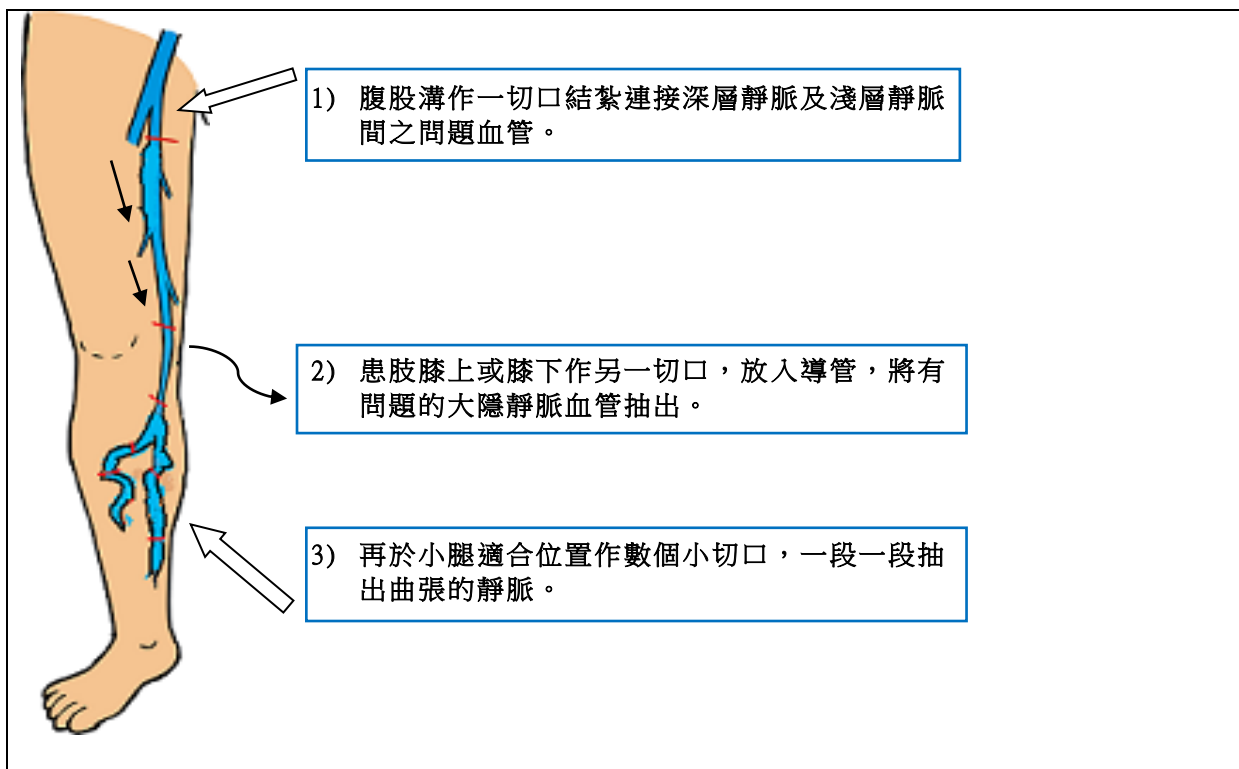 1) 腹股溝作一切口結紮連接深層靜脈及淺層靜脈
間之問題血管。
2) 患肢膝上或膝下作另一切口，放入導管，將有
問題的大隱靜脈血管抽出。
3) 再於小腿適合位置作數個小切口，一段一段抽
出曲張的靜脈。